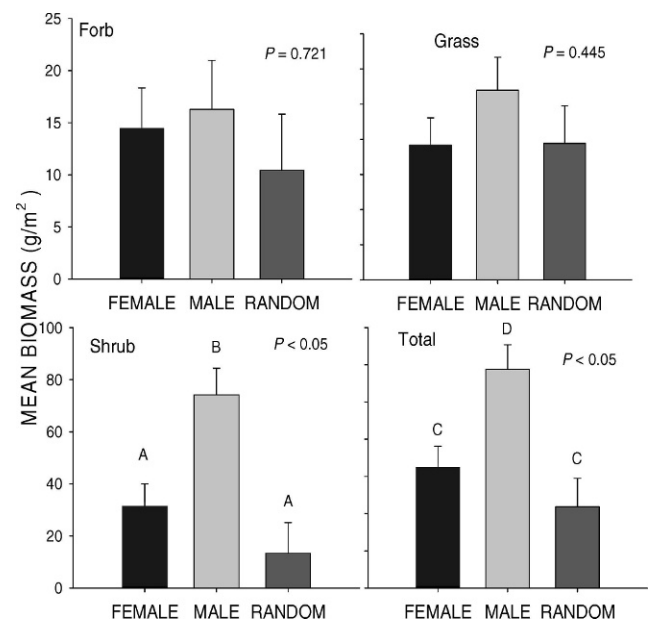 MEAN BIOMASS (g/m²)
25
20
15
10
5
0
Forb
P = 0.721
FEMALE MALE RANDOM
Grass
P = 0.445
FEMALE MALE RANDOM
100
80
60
40
20
0
Shrub
P < 0.05
A
B
A
FEMALE MALE RANDOM
Total
P < 0.05
C
D
C
FEMALE MALE RANDOM